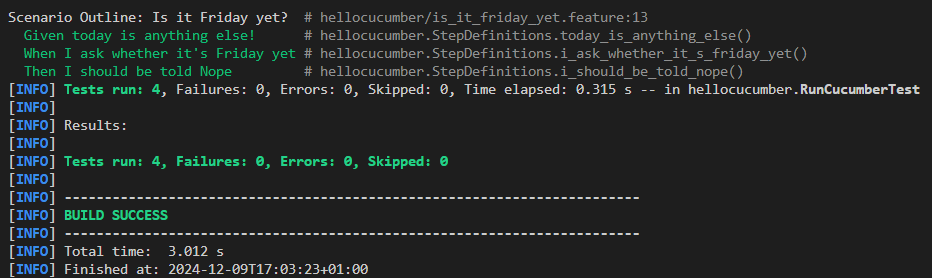 Scenario Outline: Is it Friday yet?  # hellocucumber/is_it_friday_yet.feature:13
  Given today is anything else!      # hellocucumber.StepDefinitions.today_is_anything_else()
  When I ask whether it's Friday yet # hellocucumber.StepDefinitions.i_ask_whether_it_s_friday_yet()
  Then I should be told Nope         # hellocucumber.StepDefinitions.i_should_be_told_nope()
[INFO] Tests run: 4, Failures: 0, Errors: 0, Skipped: 0, Time elapsed: 0.315 s -- in hellocucumber.RunCucumberTest
[INFO]
[INFO] Results:
[INFO]
[INFO] Tests run: 4, Failures: 0, Errors: 0, Skipped: 0
[INFO]
[INFO] ------------------------------------------------------------------------
[INFO] BUILD SUCCESS
[INFO] ------------------------------------------------------------------------
[INFO] Total time:  3.012 s
[INFO] Finished at: 2024-12-09T17:03:23+01:00